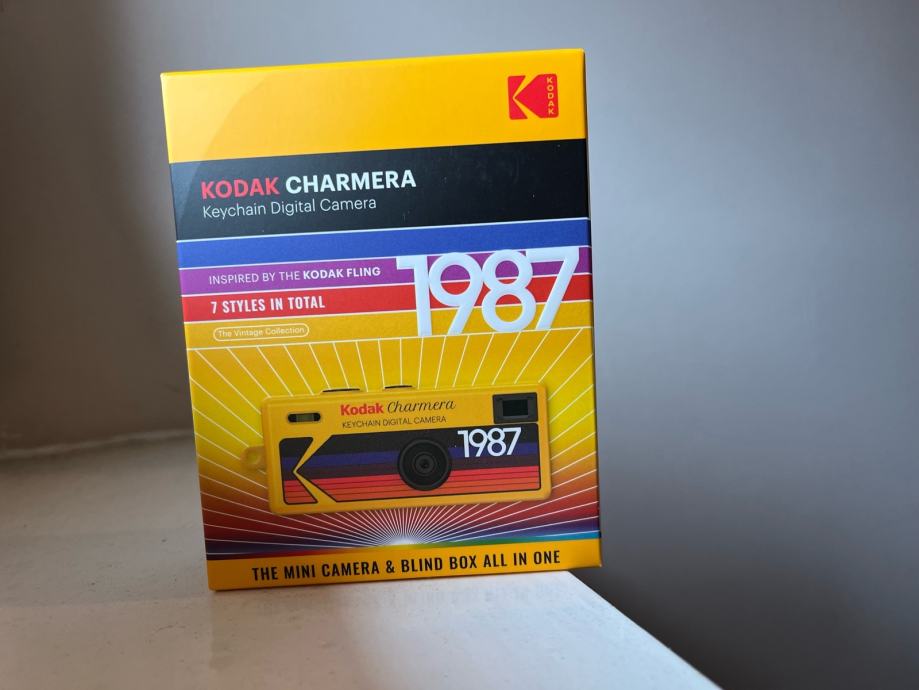 KODAK
KODAK CHARMERA
Keychain Digital Camera
INSPIRED BY THE KODAK FLING
1987
7 STYLES IN TOTAL
The Vintage Collection
Kodak Charmera
KEYCHAIN DIGITAL CAMERA
1987
THE MINI CAMERA & BLIND BOX ALL IN ONE